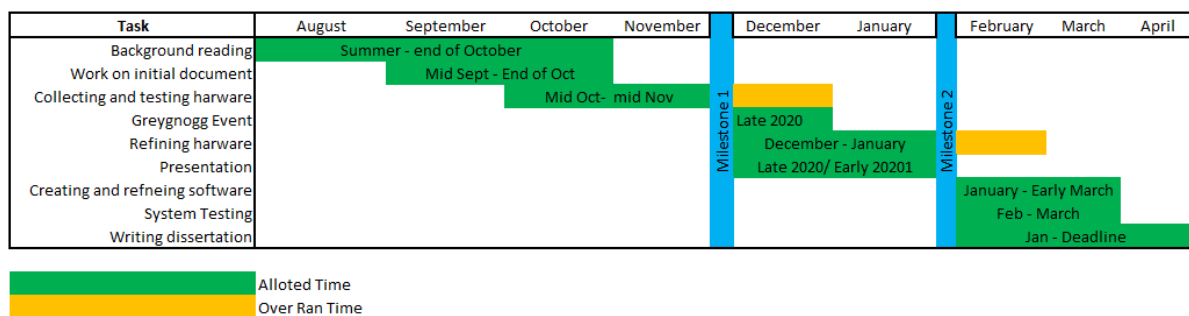 Task August September October November December January February March April
Background reading Summer - end of October
Work on initial document Mid Sept - End of Oct
Collecting and testing harware Mid Oct- mid Nov
Greygnogg Event Late 2020
Refining harware December - January
Presentation Late 2020/ Early 20201
Creating and refneing software January - Early March
System Testing Feb - March
Writing dissertation Jan - Deadline
Milestone 1
Milestone 2
Alloted Time
Over Ran Time